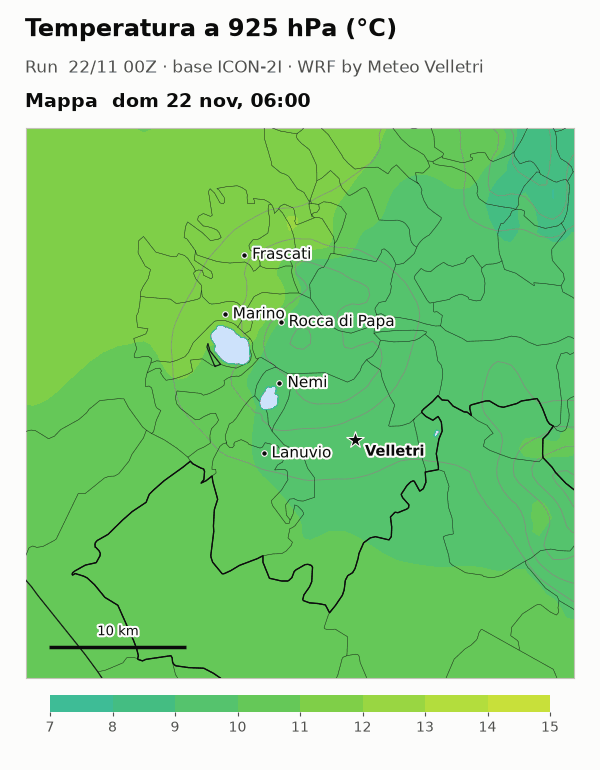 Temperatura a 925 hPa (°C)
Run  22/11 00Z · base ICON-2I · WRF by Meteo Velletri
Mappa  dom 22 nov, 06:00
Frascati
Marino
Rocca di Papa
Nemi
Velletri
Lanuvio
10 km
7 8 9 10 11 12 13 14 15